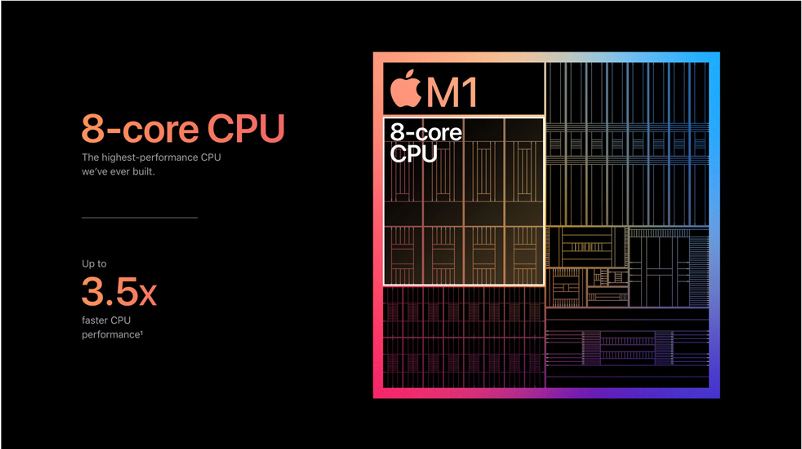 8-core CPU
The highest-performance CPU
we've ever built.
Up to
3.5x
faster CPU
performance¹
M1
8-core
CPU